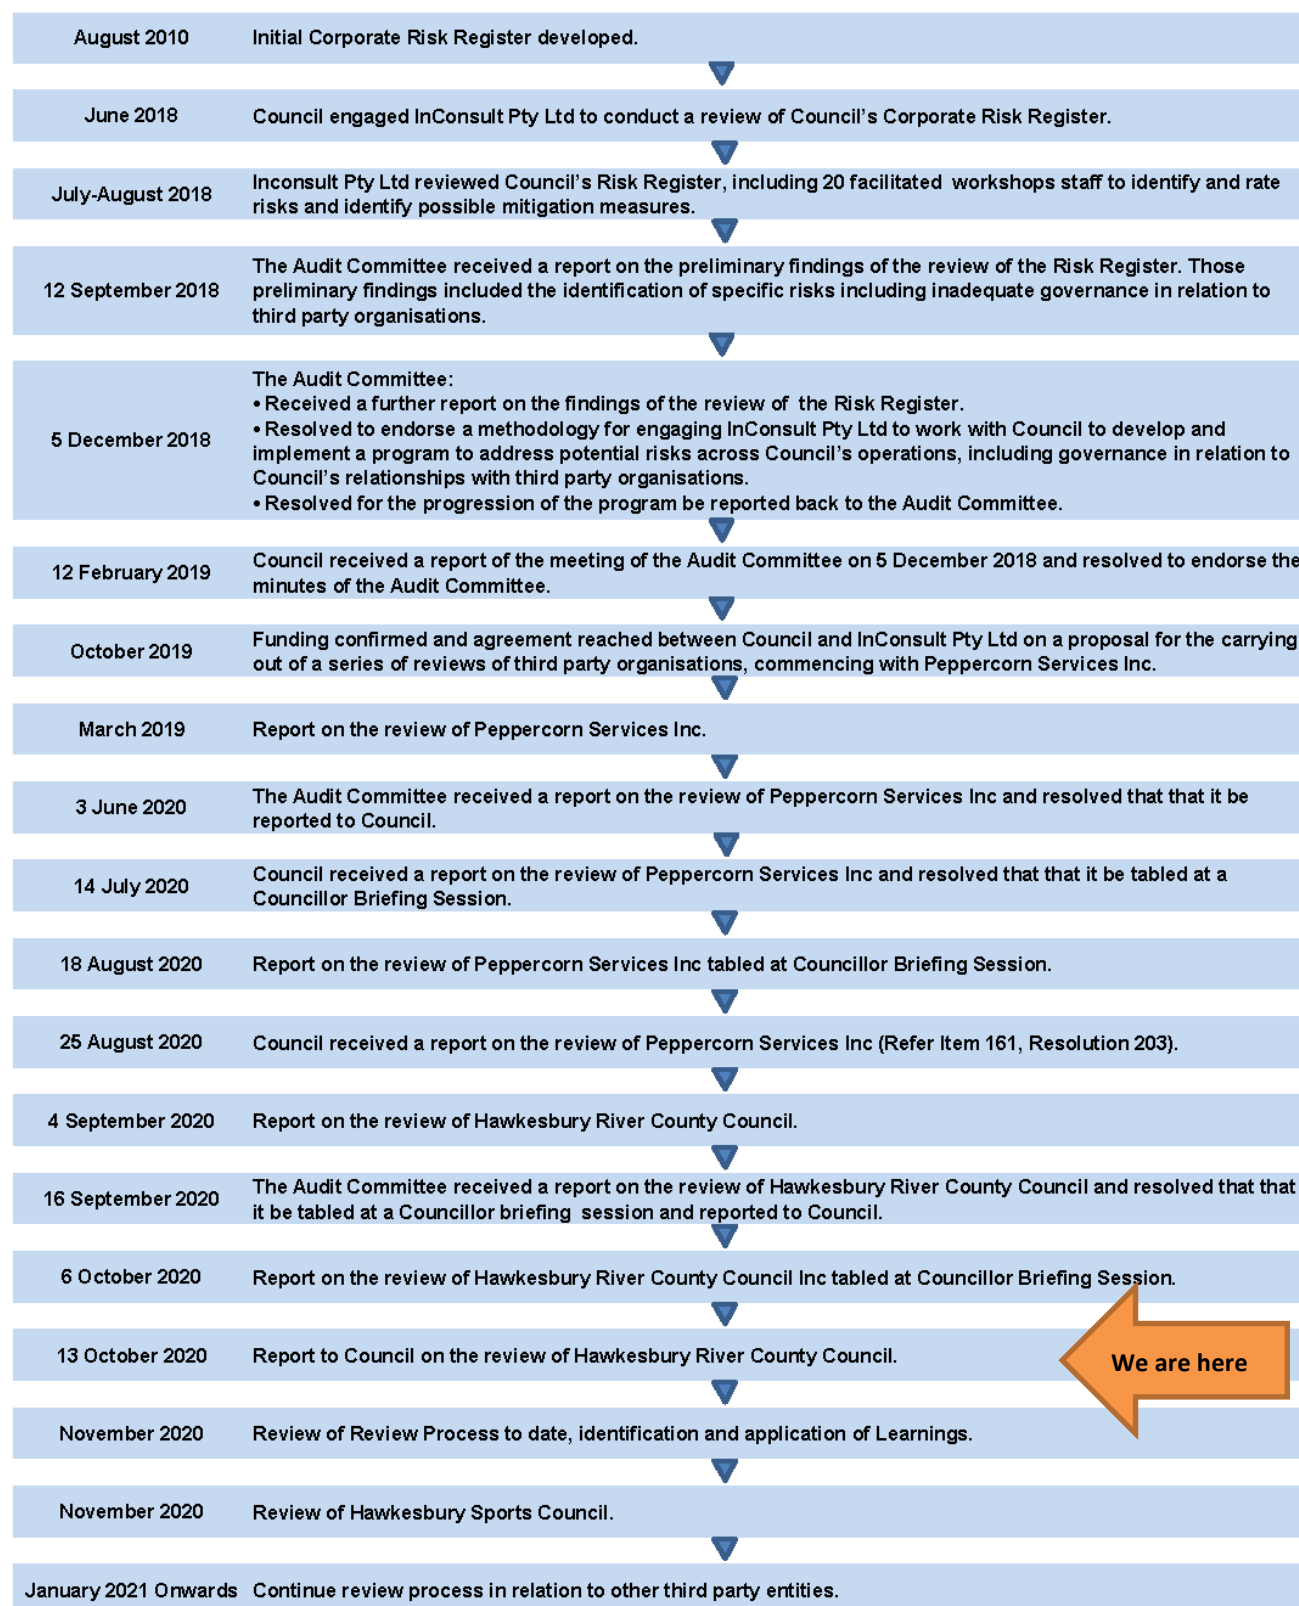 August 2010 Initial Corporate Risk Register developed.
June 2018 Council engaged InConsult Pty Ltd to conduct a review of Council's Corporate Risk Register.
July-August 2018 Inconsult Pty Ltd reviewed Council's Risk Register, including 20 facilitated workshops staff to identify and rate
risks and identify possible mitigation measures.
12 September 2018 The Audit Committee received a report on the preliminary findings of the review of the Risk Register. Those
preliminary findings included the identification of specific risks including inadequate governance in relation to
third party organisations.
5 December 2018
The Audit Committee:
• Received a further report on the findings of the review of the Risk Register.
• Resolved to endorse a methodology for engaging InConsult Pty Ltd to work with Council to develop and
implement a program to address potential risks across Council's operations, including governance in relation to
Council's relationships with third party organisations.
• Resolved for the progression of the program be reported back to the Audit Committee.
12 February 2019 Council received a report of the meeting of the Audit Committee on 5 December 2018 and resolved to endorse the
minutes of the Audit Committee.
October 2019 Funding confirmed and agreement reached between Council and InConsult Pty Ltd on a proposal for the carrying
out of a series of reviews of third party organisations, commencing with Peppercorn Services Inc.
March 2019 Report on the review of Peppercorn Services Inc.
3 June 2020 The Audit Committee received a report on the review of Peppercorn Services Inc and resolved that that it be
reported to Council.
14 July 2020 Council received a report on the review of Peppercorn Services Inc and resolved that that it be tabled at a
Councillor Briefing Session.
18 August 2020 Report on the review of Peppercorn Services Inc tabled at Councillor Briefing Session.
25 August 2020 Council received a report on the review of Peppercorn Services Inc (Refer Item 161, Resolution 203).
4 September 2020 Report on the review of Hawkesbury River County Council.
16 September 2020 The Audit Committee received a report on the review of Hawkesbury River County Council and resolved that that
it be tabled at a Councillor briefing session and reported to Council.
6 October 2020 Report on the review of Hawkesbury River County Council Inc tabled at Councillor Briefing Session.
13 October 2020 Report to Council on the review of Hawkesbury River County Council.
We are here
November 2020 Review of Review Process to date, identification and application of Learnings.
November 2020 Review of Hawkesbury Sports Council.
January 2021 Onwards Continue review process in relation to other third party entities.